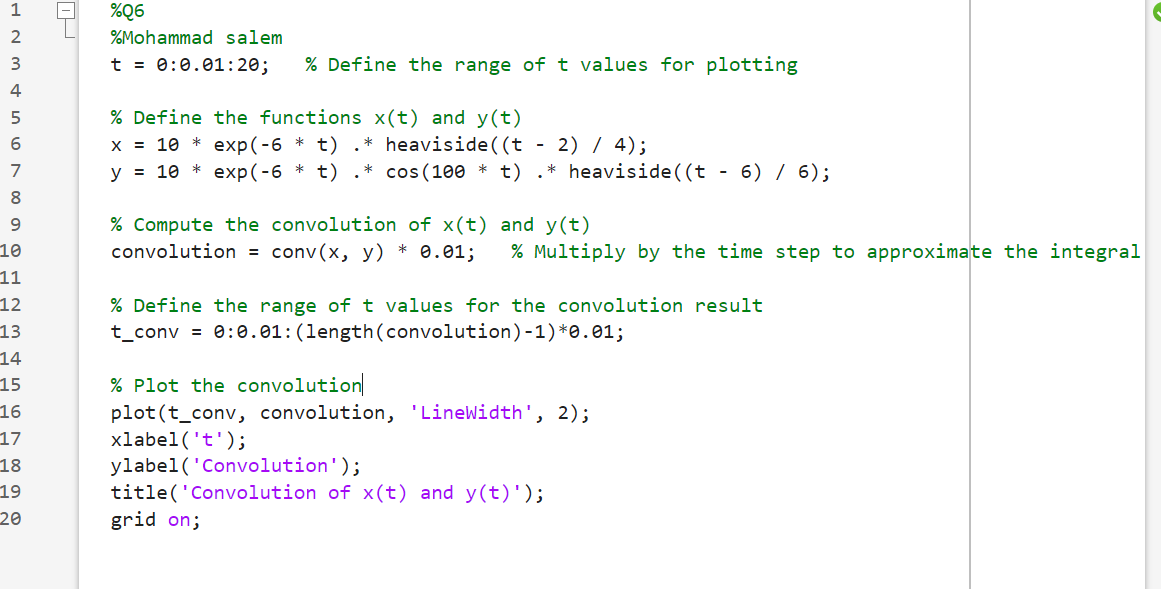 1 %Q6
2 %Mohammad salem
3 t = 0:0.01:20;   % Define the range of t values for plotting
4
5 % Define the functions x(t) and y(t)
6 x = 10 * exp(-6 * t) .* heaviside((t - 2) / 4);
7 y = 10 * exp(-6 * t) .* cos(100 * t) .* heaviside((t - 6) / 6);
8
9 % Compute the convolution of x(t) and y(t)
10 convolution = conv(x, y) * 0.01;   % Multiply by the time step to approximate the integral
11
12 % Define the range of t values for the convolution result
13 t_conv = 0:0.01:(length(convolution)-1)*0.01;
14
15 % Plot the convolution
16 plot(t_conv, convolution, 'LineWidth', 2);
17 xlabel('t');
18 ylabel('Convolution');
19 title('Convolution of x(t) and y(t)');
20 grid on;